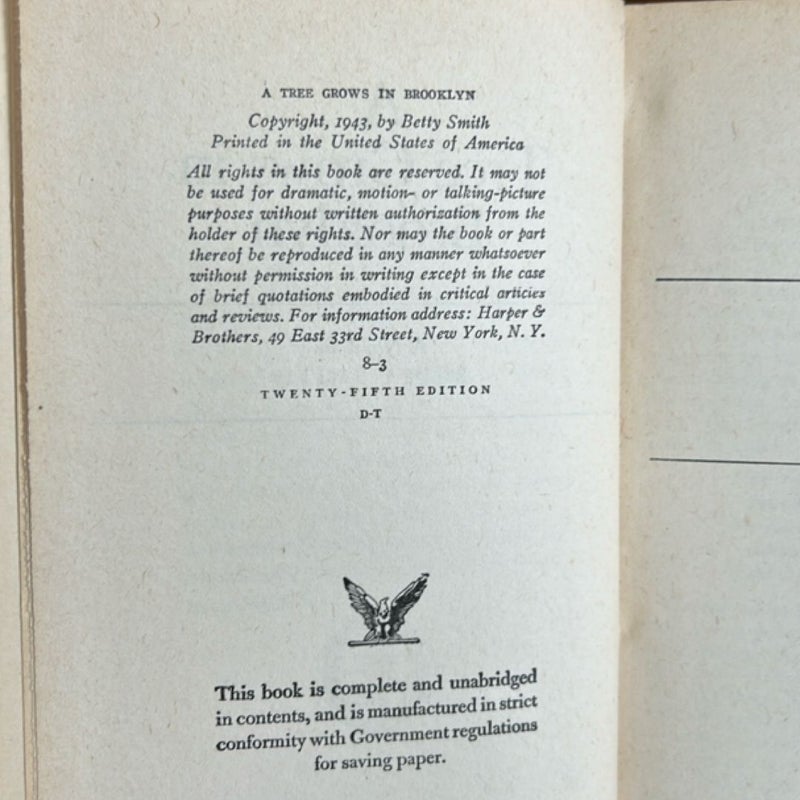 A TREE GROWS IN BROOKLYN
Copyright, 1943, by Betty Smith
Printed in the United States of America
All rights in this book are reserved. It may not
be used for dramatic, motion- or talking-picture
purposes without written authorization from the
holder of these rights. Nor may the book or part
thereof be reproduced in any manner whatsoever
without permission in writing except in the case
of brief quotations embodied in critical articles
and reviews. For information address: Harper &
Brothers, 49 East 33rd Street, New York, N. Y.
8-3
TWENTY-FIFTH EDITION
D-T
This book is complete and unabridged
in contents, and is manufactured in strict
conformity with Government regulations
for saving paper.